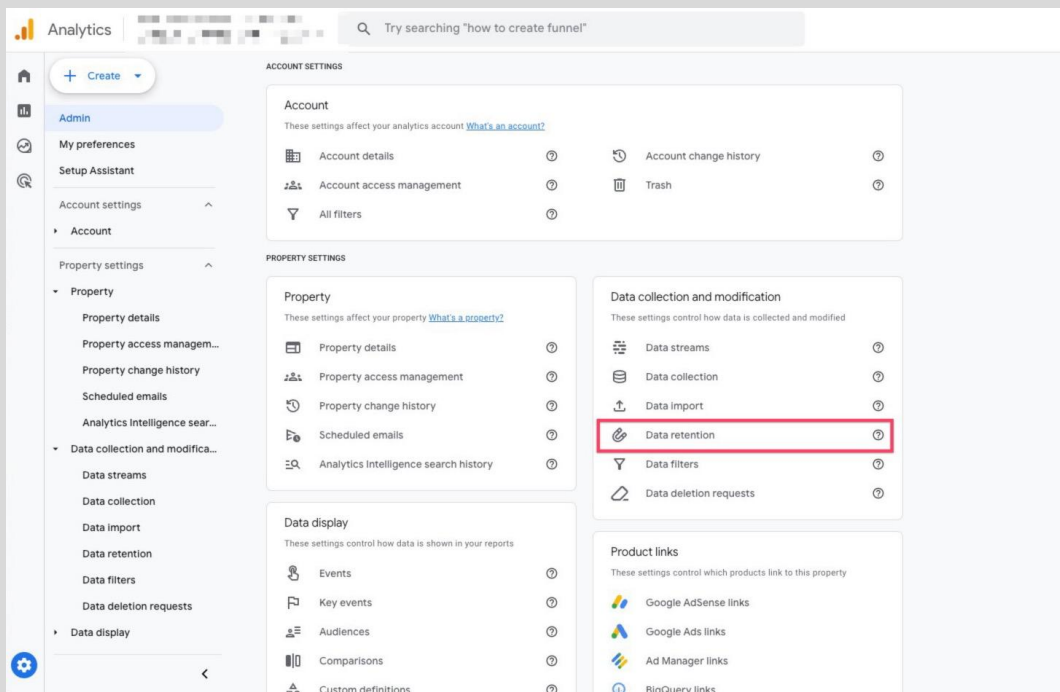 Analytics
Try searching "how to create funnel"
Create
Admin
My preferences
Setup Assistant
Account settings
Account
Property settings
Property
Property details
Property access managem...
Property change history
Scheduled emails
Analytics Intelligence sear...
Data collection and modifica...
Data streams
Data collection
Data import
Data retention
Data filters
Data deletion requests
Data display
ACCOUNT SETTINGS
Account
These settings affect your analytics account What's an account?
Account details
Account access management
All filters
Account change history
Trash
PROPERTY SETTINGS
Property
These settings affect your property What's a property?
Property details
Property access management
Property change history
Scheduled emails
Analytics Intelligence search history
Data collection and modification
These settings control how data is collected and modified
Data streams
Data collection
Data import
Data retention
Data filters
Data deletion requests
Data display
These settings control how data is shown in your reports
Events
Key events
Audiences
Comparisons
Custom definitions
Product links
These settings control which products link to this property
Google AdSense links
Google Ads links
Ad Manager links
BigQuery links